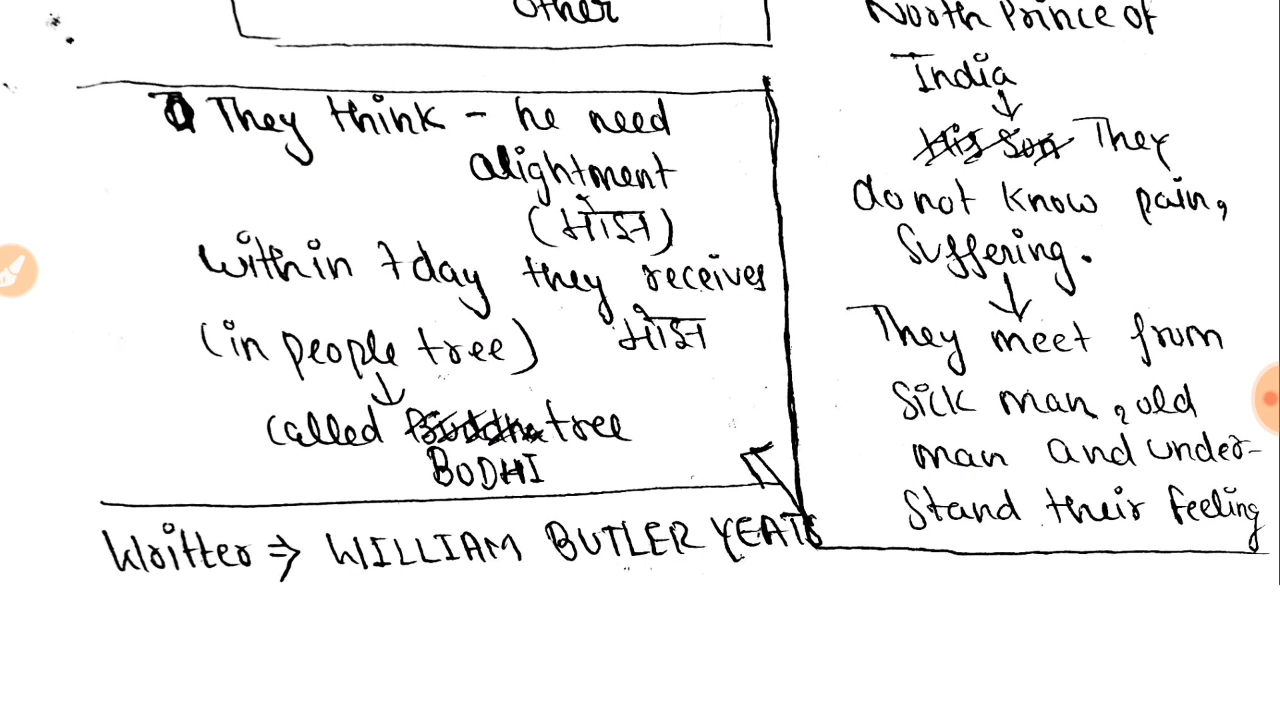 other
They think - he need
alightment
(मोक्ष)
within 7 day they receives
(in people tree) मोक्ष
↓
called Buddha tree
BODHI
Writter ⇒ WILLIAM BUTLER YEATS
North Prince of
India
↓
His Son They
do not know pain,
Suffering.
↓
They meet from
Sick man, old
man and under-
stand their feeling